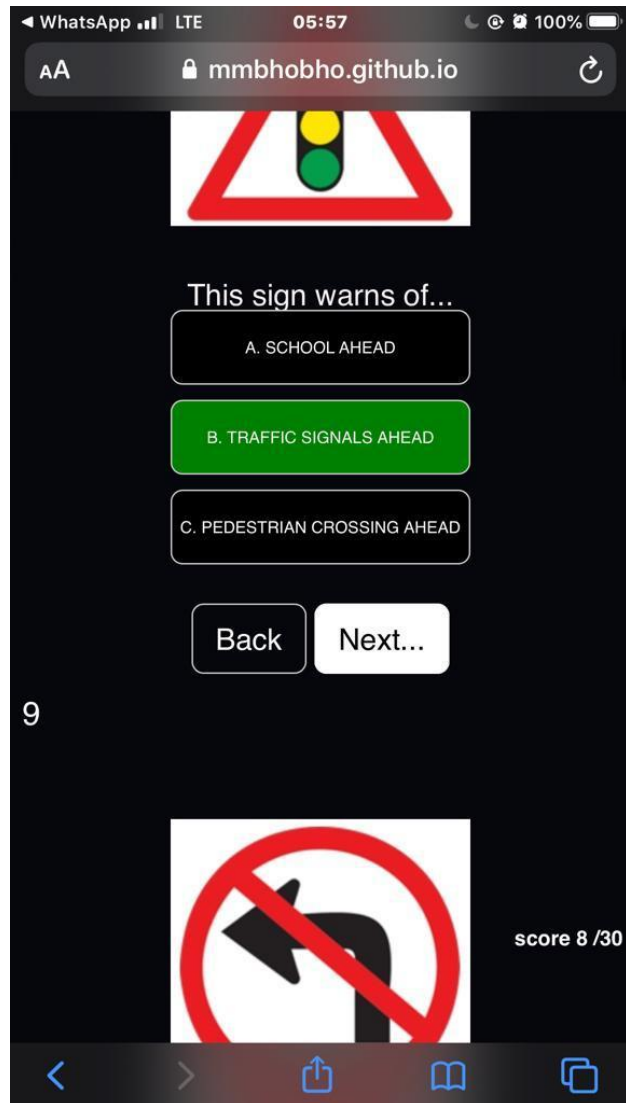 WhatsApp LTE 05:57 100%
AA mmbhobho.github.io
This sign warns of...
A. SCHOOL AHEAD
B. TRAFFIC SIGNALS AHEAD
C. PEDESTRIAN CROSSING AHEAD
Back Next...
9
score 8 /30